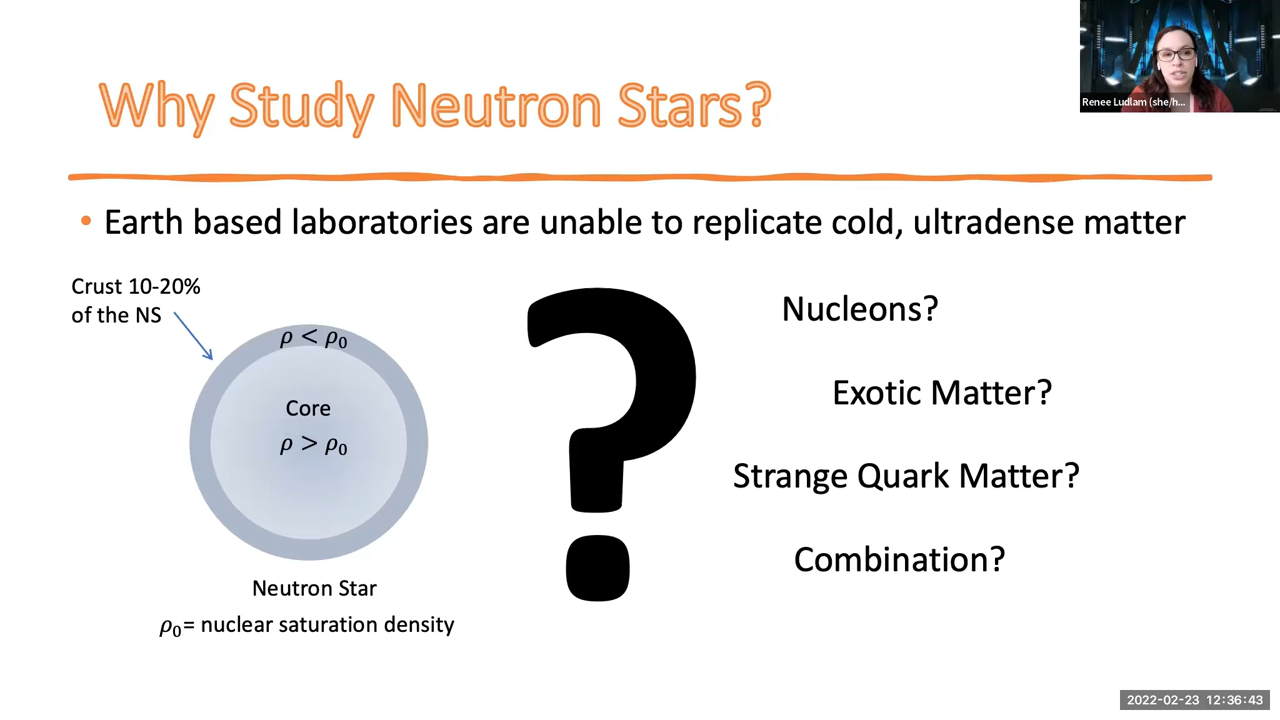 Why Study Neutron Stars?
Renee Ludlam (she/h...
• Earth based laboratories are unable to replicate cold, ultradense matter
Crust 10-20%
of the NS
ρ < ρ₀
Core
ρ > ρ₀
Neutron Star
ρ₀= nuclear saturation density
?
Nucleons?
Exotic Matter?
Strange Quark Matter?
Combination?
2022-02-23 12:36:43